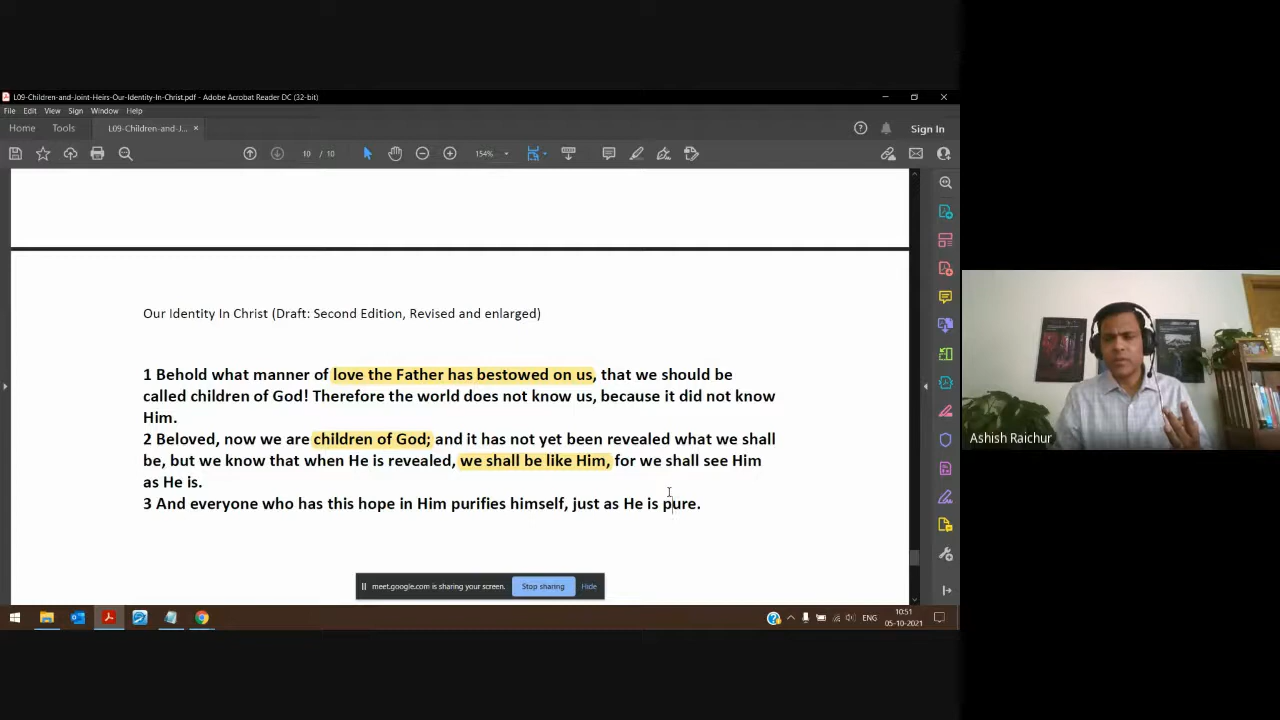 L09-Children-and-Joint-Heirs-Our-Identity-In-Christ.pdf - Adobe Acrobat Reader DC (32-bit)
File Edit View Sign Window Help
Home Tools L09-Children-and-J... × Sign In
10 / 10 154%
Our Identity In Christ (Draft: Second Edition, Revised and enlarged)
1 Behold what manner of love the Father has bestowed on us, that we should be
called children of God! Therefore the world does not know us, because it did not know
Him.
2 Beloved, now we are children of God; and it has not yet been revealed what we shall
be, but we know that when He is revealed, we shall be like Him, for we shall see Him
as He is.
3 And everyone who has this hope in Him purifies himself, just as He is pure.
Ashish Raichur
meet.google.com is sharing your screen. Stop sharing Hide
ENG 10:51
05-10-2021